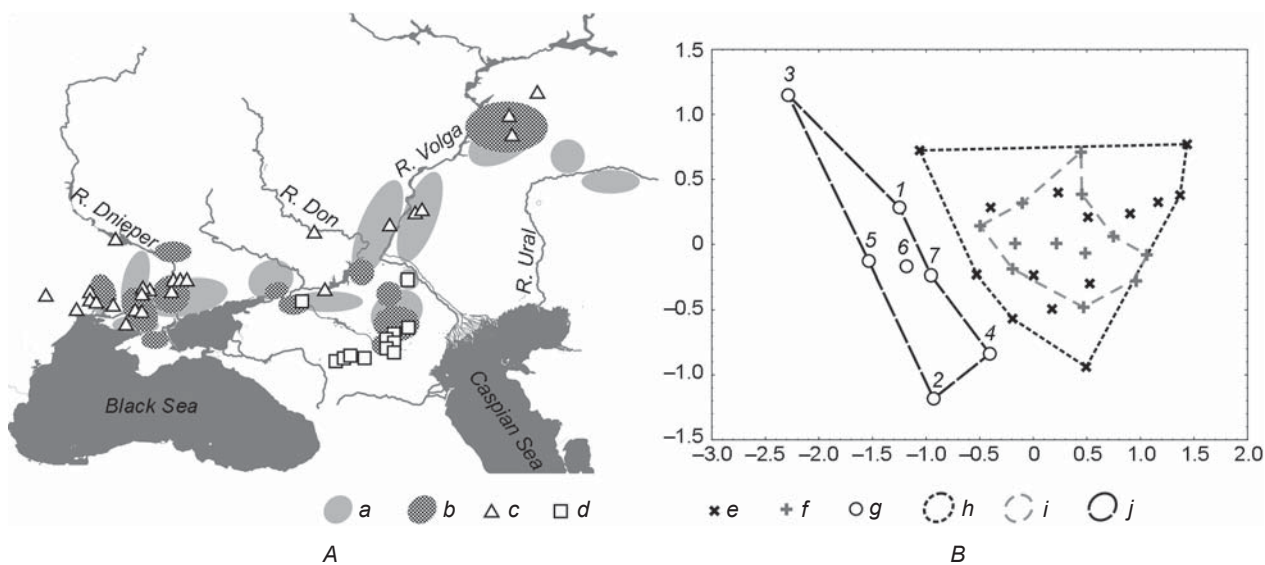 R. Volga
R. Don
R. Dnieper
R. Ural
Black Sea
Caspian Sea
a b c d
A
1.5
1.0
0.5
0
–0.5
–1.0
–1.5
–3.0 –2.5 –2.0 –1.5 –1.0 –0.5 0 0.5 1.0 1.5 2.0
3
1
5
6
7
4
2
e f g h i j
B